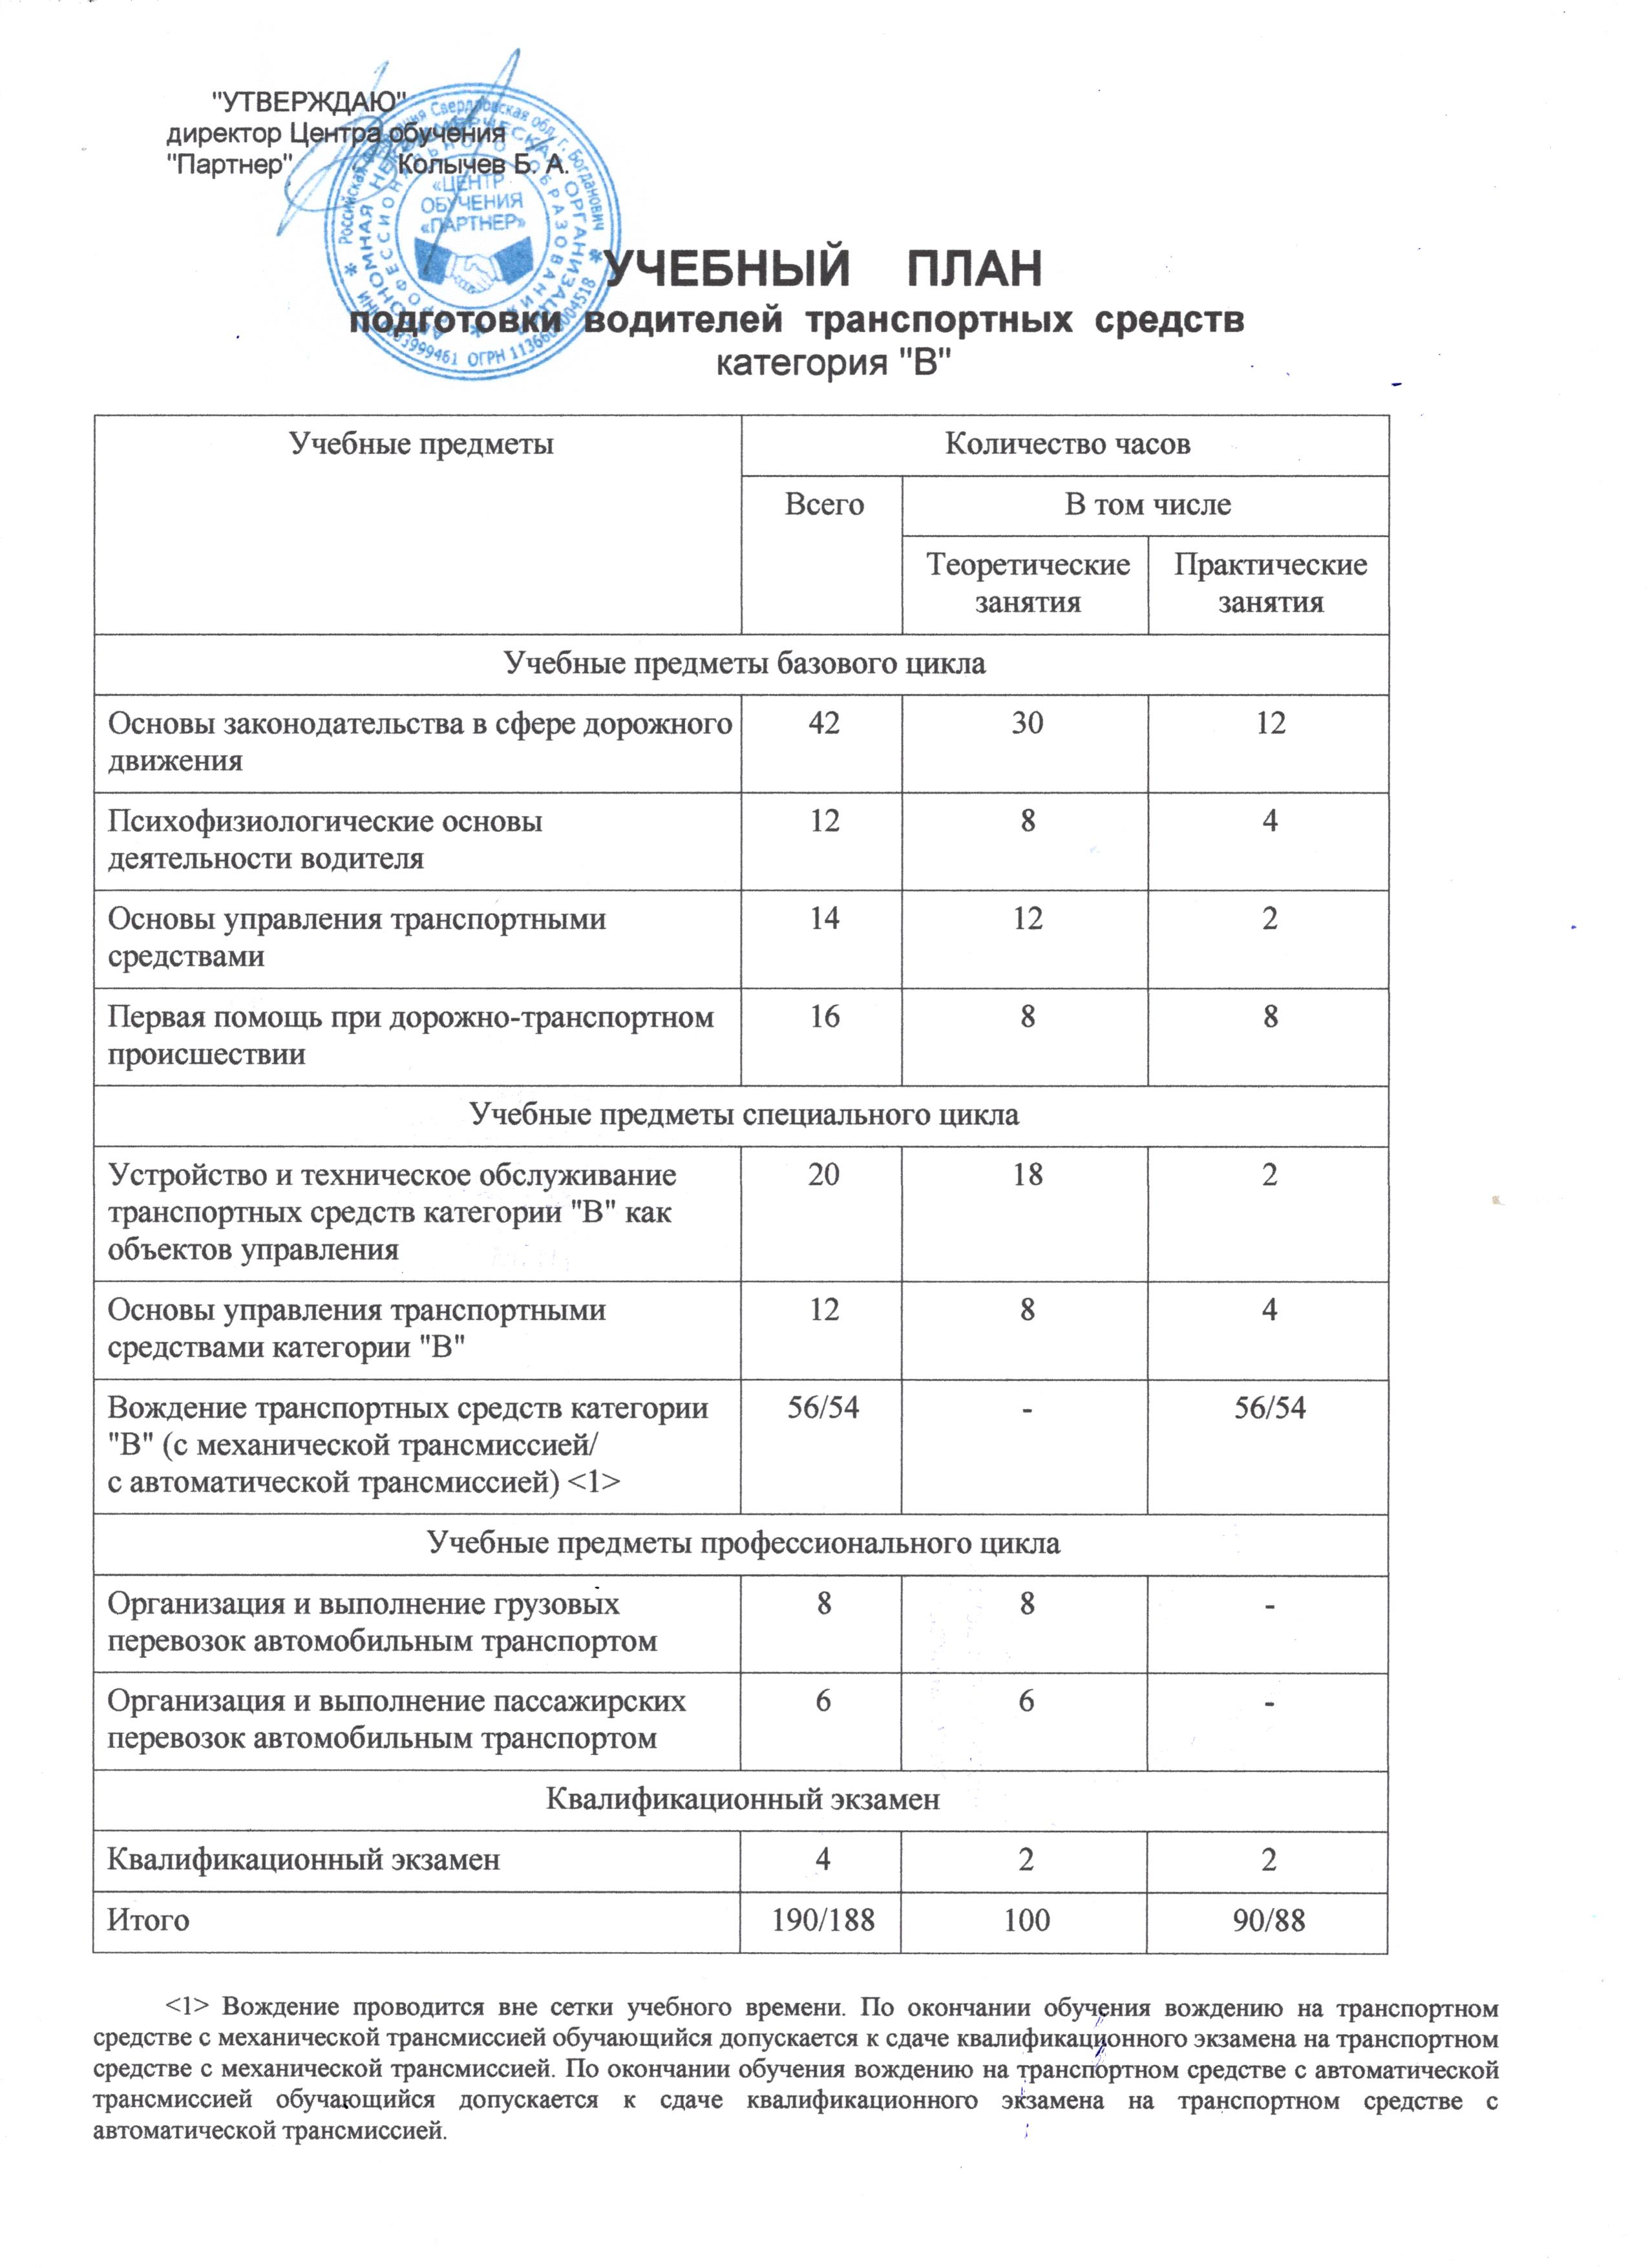 "УТВЕРЖДАЮ"
директор Центра обучения
"Партнер" Колычев Б. А.
«ЦЕНТР
ОБУЧЕНИЯ
«ПАРТНЕР»
УЧЕБНЫЙ ПЛАН
подготовки водителей транспортных средств
категория "В"
Учебные предметы
Количество часов
Всего
В том числе
Теоретические
занятия
Практические
занятия
Учебные предметы базового цикла
Основы законодательства в сфере дорожного 42 30 12
движения
Психофизиологические основы 12 8 4
деятельности водителя
Основы управления транспортными 14 12 2
средствами
Первая помощь при дорожно-транспортном 16 8 8
происшествии
Учебные предметы специального цикла
Устройство и техническое обслуживание 20 18 2
транспортных средств категории "В" как
объектов управления
Основы управления транспортными 12 8 4
средствами категории "В"
Вождение транспортных средств категории 56/54 - 56/54
"В" (с механической трансмиссией/
с автоматической трансмиссией) <1>
Учебные предметы профессионального цикла
Организация и выполнение грузовых 8 8 -
перевозок автомобильным транспортом
Организация и выполнение пассажирских 6 6 -
перевозок автомобильным транспортом
Квалификационный экзамен
Квалификационный экзамен 4 2 2
Итого 190/188 100 90/88
<1> Вождение проводится вне сетки учебного времени. По окончании обучения вождению на транспортном
средстве с механической трансмиссией обучающийся допускается к сдаче квалификационного экзамена на транспортном
средстве с механической трансмиссией. По окончании обучения вождению на транспортном средстве с автоматической
трансмиссией обучающийся допускается к сдаче квалификационного экзамена на транспортном средстве с
автоматической трансмиссией.